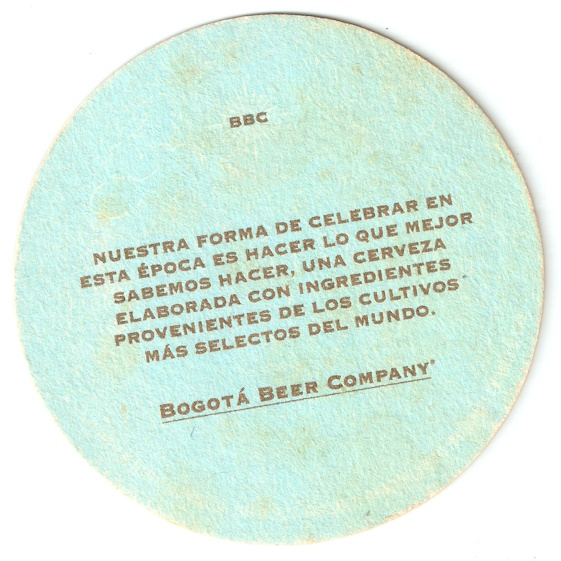 BBC
NUESTRA FORMA DE CELEBRAR EN
ESTA ÉPOCA ES HACER LO QUE MEJOR
SABEMOS HACER, UNA CERVEZA
ELABORADA CON INGREDIENTES
PROVENIENTES DE LOS CULTIVOS
MÁS SELECTOS DEL MUNDO.
BOGOTÁ BEER COMPANY